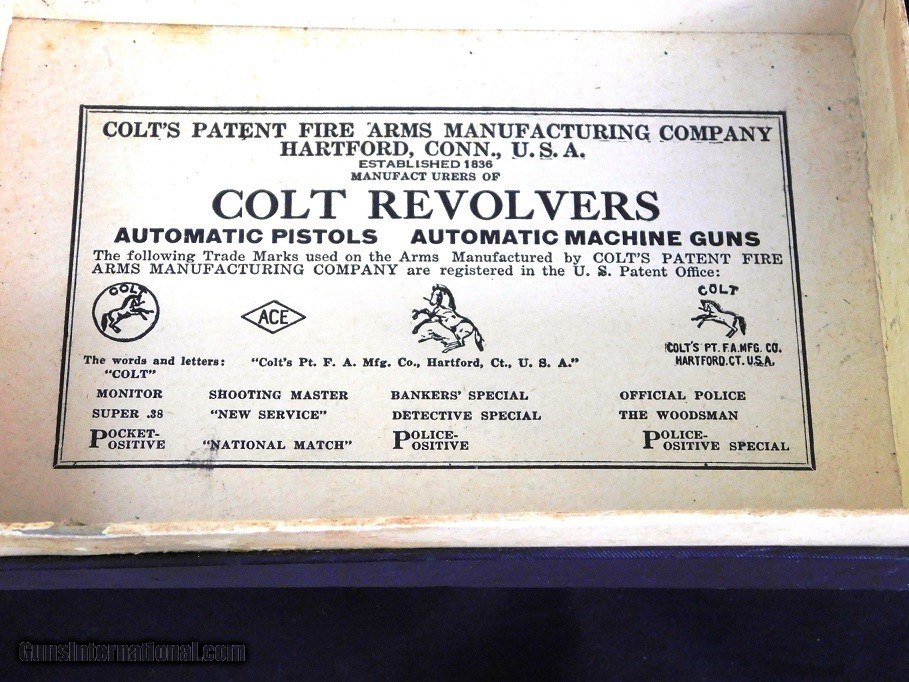 COLT'S PATENT FIRE ARMS MANUFACTURING COMPANY
HARTFORD, CONN., U. S. A.
ESTABLISHED 1836
MANUFACT URERS OF
COLT REVOLVERS
AUTOMATIC PISTOLS AUTOMATIC MACHINE GUNS
The following Trade Marks used on the Arms Manufactured by COLT'S PATENT FIRE
ARMS MANUFACTURING COMPANY are registered in the U. S. Patent Office:
COLT
ACE
COLT
COLT'S PT. F.A. MFG. CO.
HARTFORD. CT. U.S.A.
The words and letters: "Colt's Pt. F. A. Mfg. Co., Hartford, Ct., U. S. A."
"COLT"
MONITOR SHOOTING MASTER BANKERS' SPECIAL OFFICIAL POLICE
SUPER .38 "NEW SERVICE" DETECTIVE SPECIAL THE WOODSMAN
POCKET-POSITIVE "NATIONAL MATCH" POLICE-POSITIVE POLICE-POSITIVE SPECIAL
GunsInternational.com